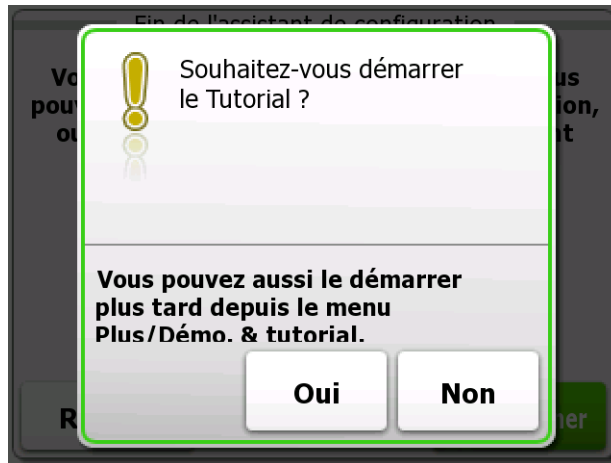 Fin de l'assistant de configuration
Souhaitez-vous démarrer
le Tutorial ?
Vous pouvez aussi le démarrer
plus tard depuis le menu
Plus/Démo. & tutorial.
Oui
Non